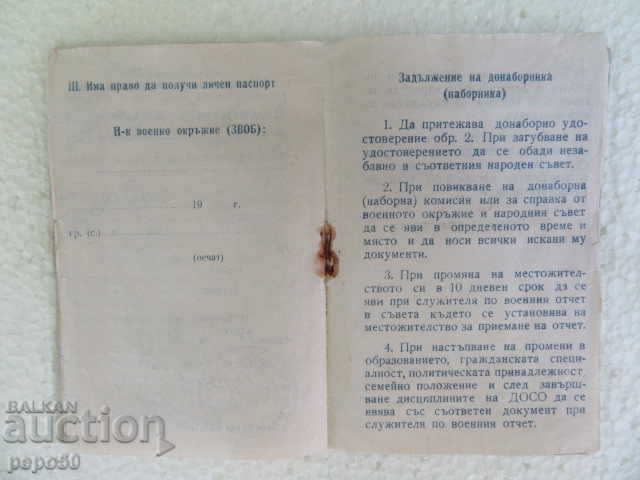 III. Има право да получи личен паспорт
Н-к военно окръжие (ЗВОБ):
19 г.
гр. (с.)
(печат)
Задължение на донаборника
(наборника)
1. Да притежава донаборно удо-
стоверение обр. 2. При загубване на
удостоверението да се обади неза-
бавно в съответния народен съвет.
2. При повикване на донаборна
(наборна) комисия или за справка от
военното окръжие и народния съвет
да се яви в определеното време и
място и да носи всички искани му
документи.
3. При промяна на местожител-
ството си в 10 дневен срок дз се
яви при служителя по военния отчет
в съвета където се установява на
местожителство за приемане на отчет.
4. При настъпване на промени в
образованието, гражданската специ-
алност, политическата принадлежност,
семейно положение и след завърш-
ване дисциплините на ДОСО да се
евява със съответен документ при
служителя по военния отчет.
BALKAN
auction
papo50